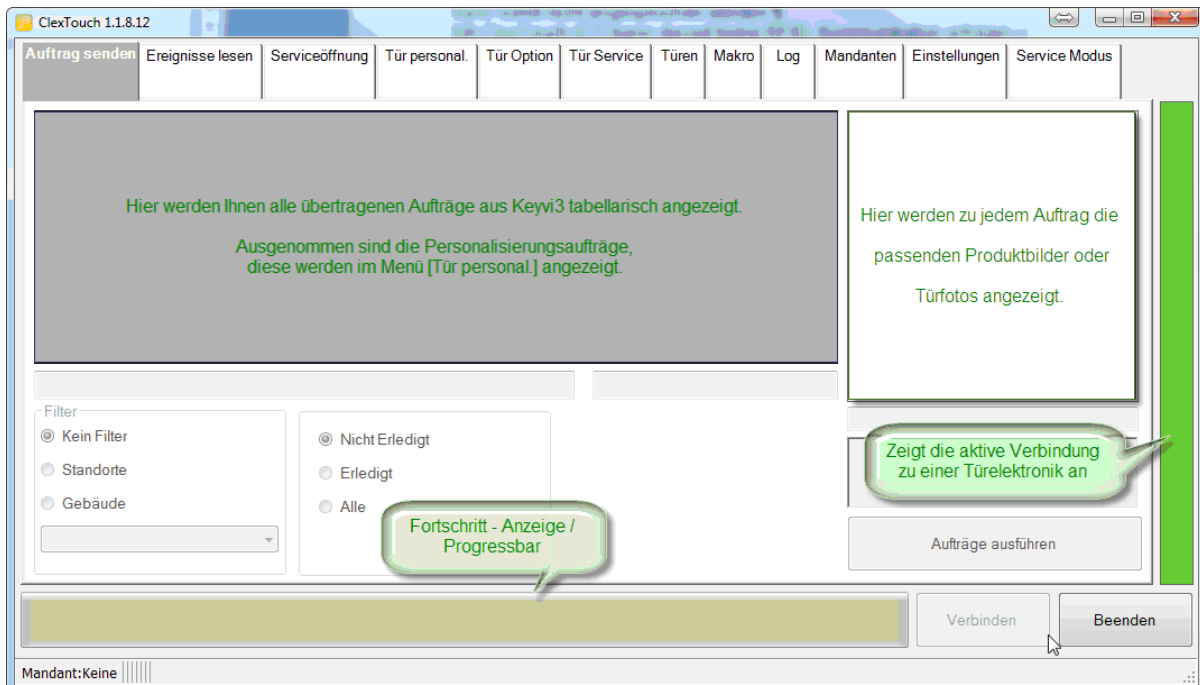 ClexTouch 1.1.8.12
Auftrag senden Ereignisse lesen Serviceöffnung Tür personal. Tür Option Tür Service Türen Makro Log Mandanten Einstellungen Service Modus
Hier werden Ihnen alle übertragenen Aufträge aus Keyvi3 tabellarisch angezeigt.
Ausgenommen sind die Personalisierungsaufträge,
diese werden im Menü [Tür personal.] angezeigt.
Hier werden zu jedem Auftrag die
passenden Produktbilder oder
Türfotos angezeigt.
Filter
Kein Filter
Standorte
Gebäude
Nicht Erledigt
Erledigt
Alle
Fortschritt - Anzeige /
Progressbar
Zeigt die aktive Verbindung
zu einer Türelektronik an
Aufträge ausführen
Verbinden
Beenden
Mandant:Keine